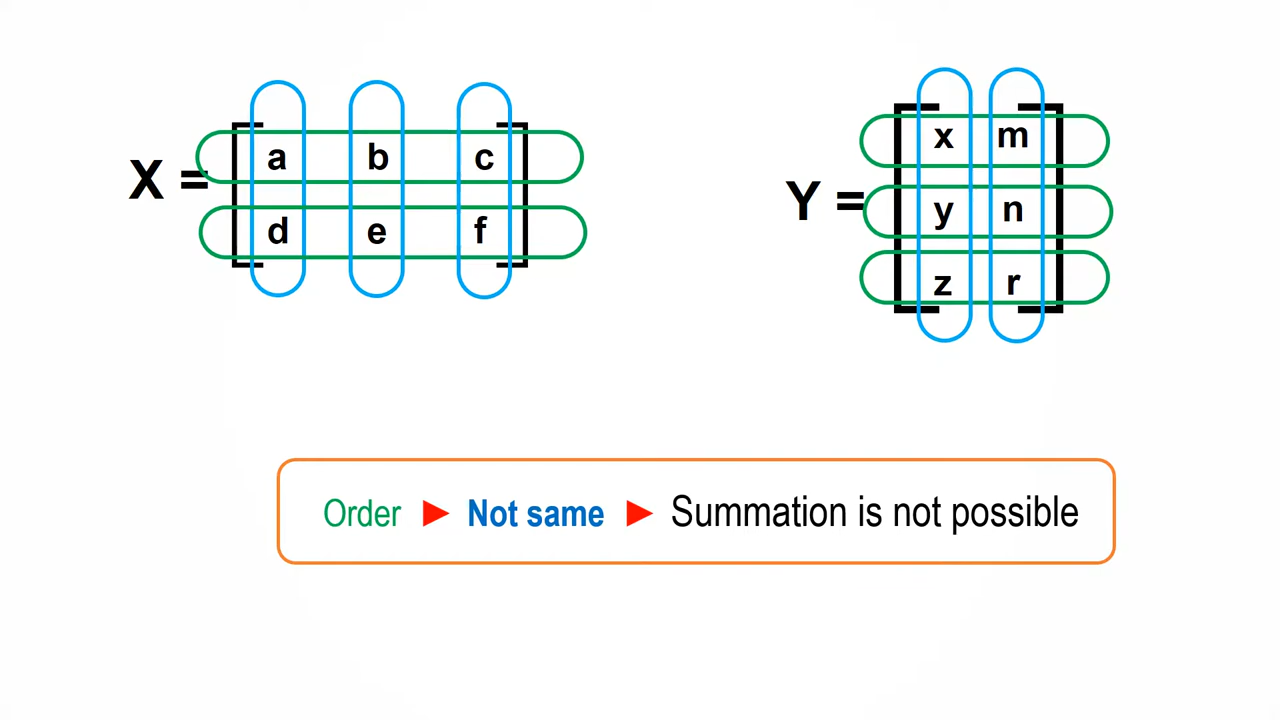 X = [ a b c
d e f ]
Y = [ x m
y n
z r ]
Order ► Not same ► Summation is not possible